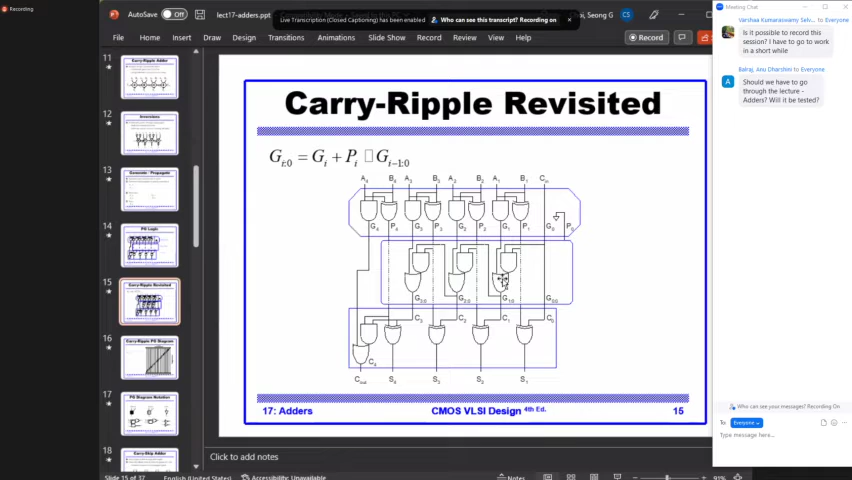 Recording
AutoSave
Off
lect17-adders.ppt
Live Transcription (Closed Captioning) has been enabled
Who can see this transcript? Recording on
Seong G
CS
File
Home
Insert
Draw
Design
Transitions
Animations
Slide Show
Record
Review
View
Help
Record
11
Carry-Ripple Adder
12
Inversions
13
Generate / Propagate
14
PG Logic
15
Carry-Ripple Revisited
16
Carry-Ripple PG Diagram
17
PG Diagram Notation
18
Carry-Skip Adder
Carry-Ripple Revisited
G_{i:0} = G_i + P_i □ G_{i-1:0}
A4 B4 A3 B3 A2 B2 A1 B1 Cin
G4 P4 G3 P3 G2 P2 G1 P1 G0 P0
G3:0 G2:0 G1:0 G0:0
C3 C2 C1 C0
C4
Cout S4 S3 S2 S1
17: Adders
CMOS VLSI Design 4th Ed.
15
Click to add notes
Slide 15 of 37
English (United States)
Accessibility: Unavailable
Notes
91%
Meeting Chat
Varshaa Kumaraswamy Selv... to Everyone
Is it possible to record this
session? I have to go to work
in a short while
Balraj, Anu Dharshini to Everyone
A
Should we have to go
through the lecture -
Adders? Will it be tested?
Who can see your messages? Recording On
To:
Everyone
Type message here...